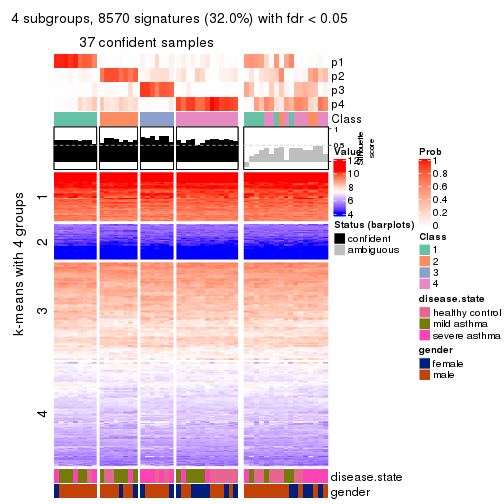 4 subgroups, 8570 signatures (32.0%) with fdr < 0.05
37 confident samples
p1
p2
p3
p4
Class
1
0.5
0
Silhouette
score
k-means with 4 groups
1
2
3
4
disease.state
gender
Value
12
10
8
6
4
Status (barplots)
confident
ambiguous
Prob
1
0.8
0.6
0.4
0.2
0
Class
1
2
3
4
disease.state
healthy control
mild asthma
severe asthma
gender
female
male